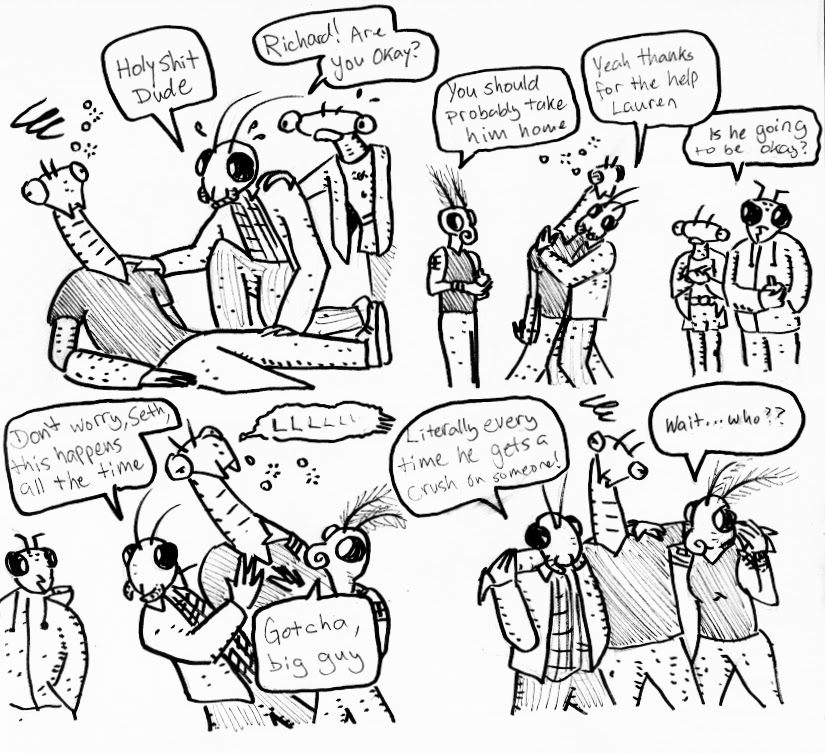 Holy shit
Dude
Richard! Are
you okay?
You should
probably take
him home
Yeah thanks
for the help
Lauren
Is he going
to be okay?
Don't worry, Seth,
this happens
all the time
LLLLLL
Gotcha,
big guy
Literally every
time he gets a
crush on someone!
Wait...who??